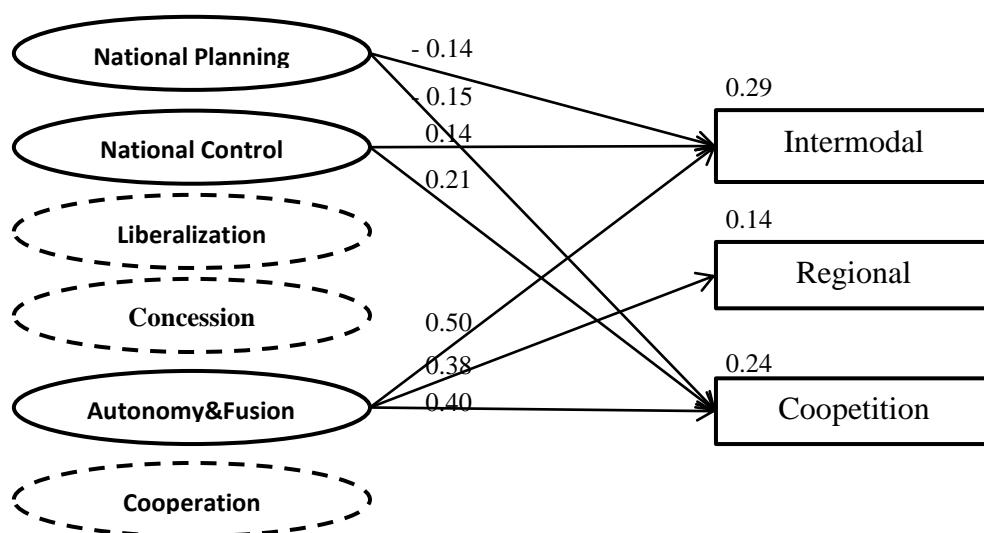 National Planning
- 0.14
- 0.15
0.29
Intermodal
National Control
0.14
0.21
Liberalization
0.14
Regional
Concession
0.50
0.38
0.24
Autonomy&Fusion
0.40
Coopetition
Cooperation